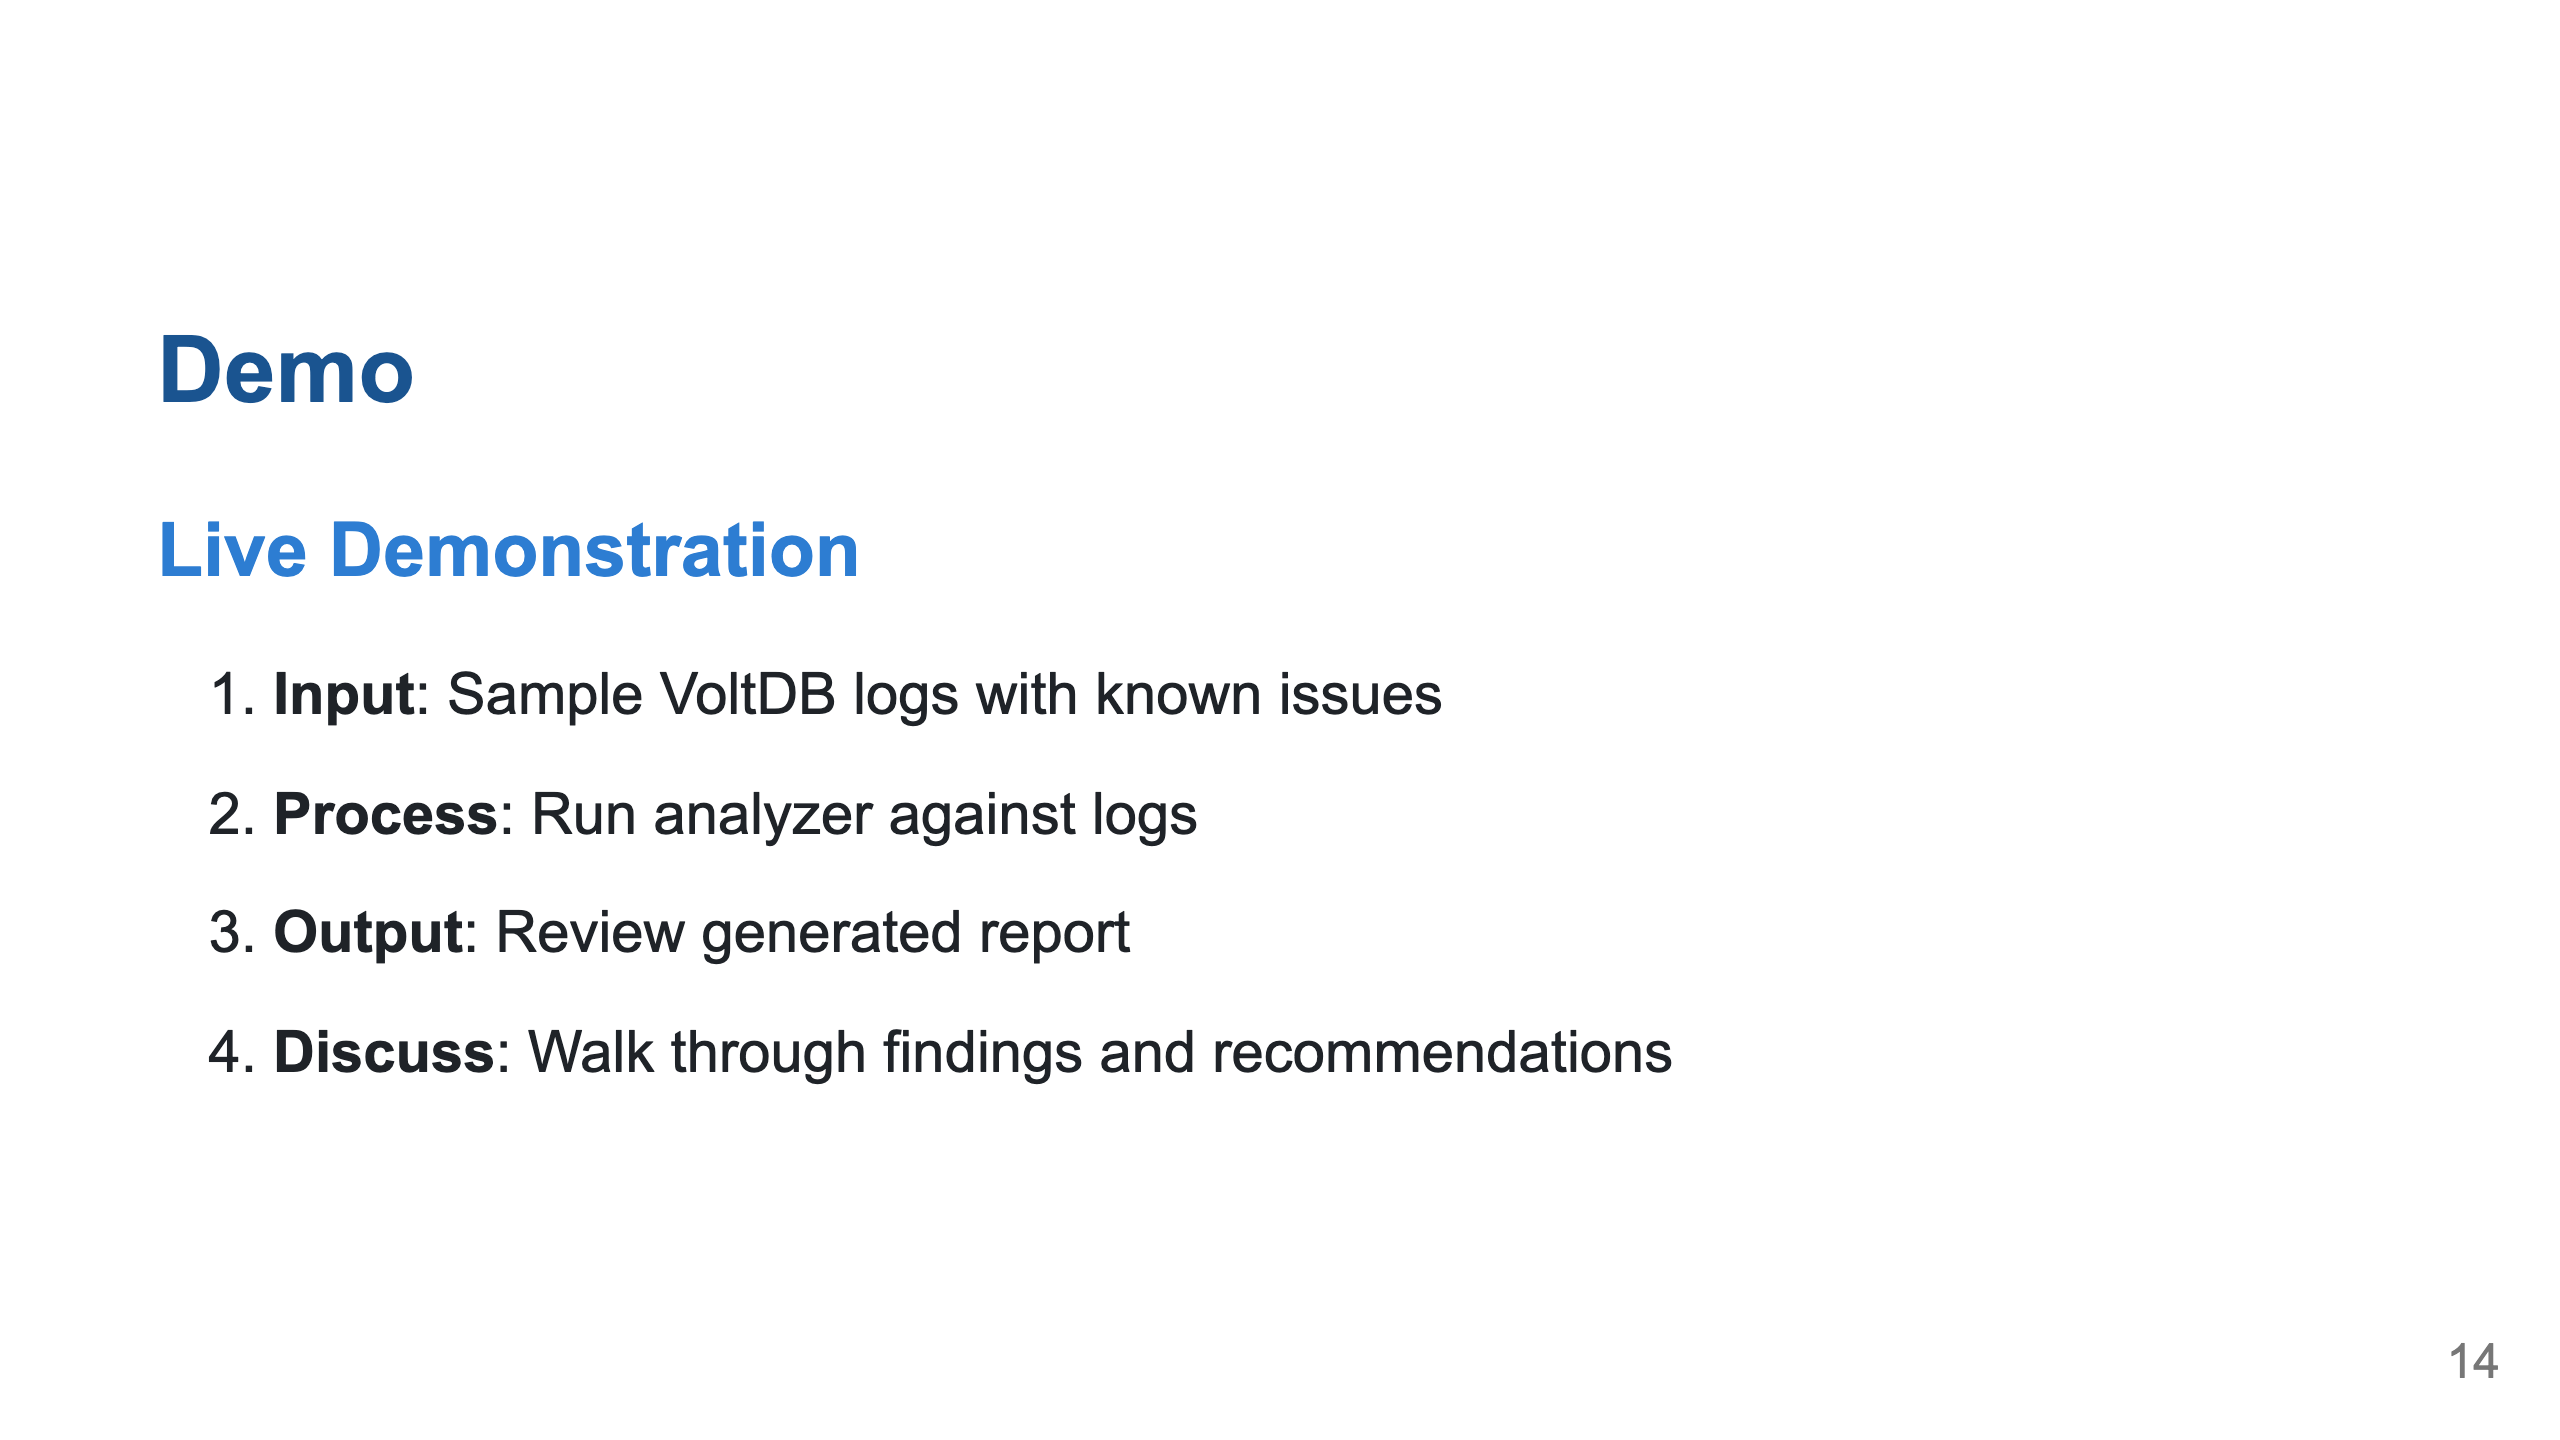 Demo
Live Demonstration
1. Input: Sample VoltDB logs with known issues
2. Process: Run analyzer against logs
3. Output: Review generated report
4. Discuss: Walk through findings and recommendations
14